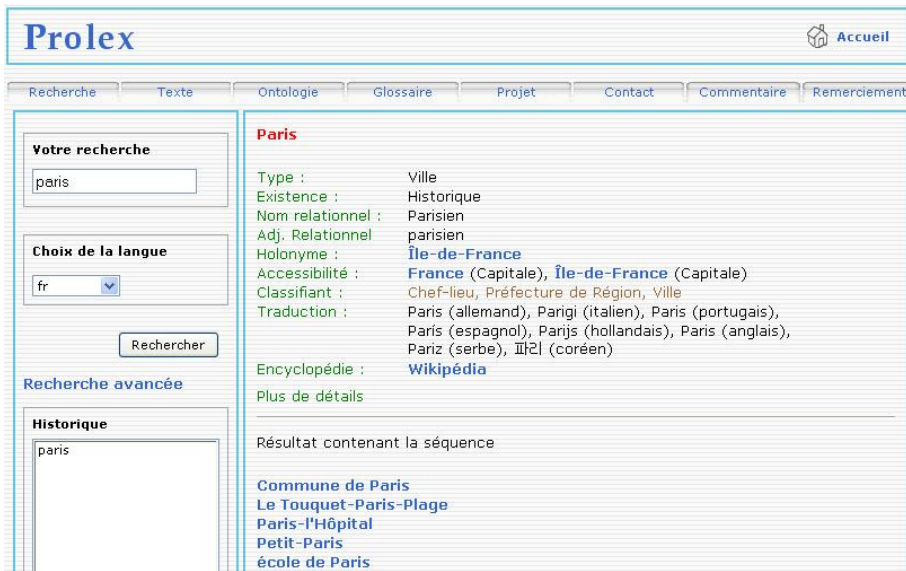 Prolex
Accueil
Recherche Texte Ontologie Glossaire Projet Contact Commentaire Remerciement
Votre recherche
paris
Choix de la langue
fr
Rechercher
Recherche avancée
Historique
paris
Paris
Type : Ville
Existence : Historique
Nom relationnel : Parisien
Adj. Relationnel parisien
Holonyme : Île-de-France
Accessibilité : France (Capitale), Île-de-France (Capitale)
Classifiant : Chef-lieu, Préfecture de Région, Ville
Traduction : Paris (allemand), Parigi (italien), Paris (portugais),
París (espagnol), Parijs (hollandais), Paris (anglais),
Pariz (serbe), 파리 (coréen)
Encyclopédie : Wikipédia
Plus de détails
Résultat contenant la séquence
Commune de Paris
Le Touquet-Paris-Plage
Paris-l'Hôpital
Petit-Paris
école de Paris